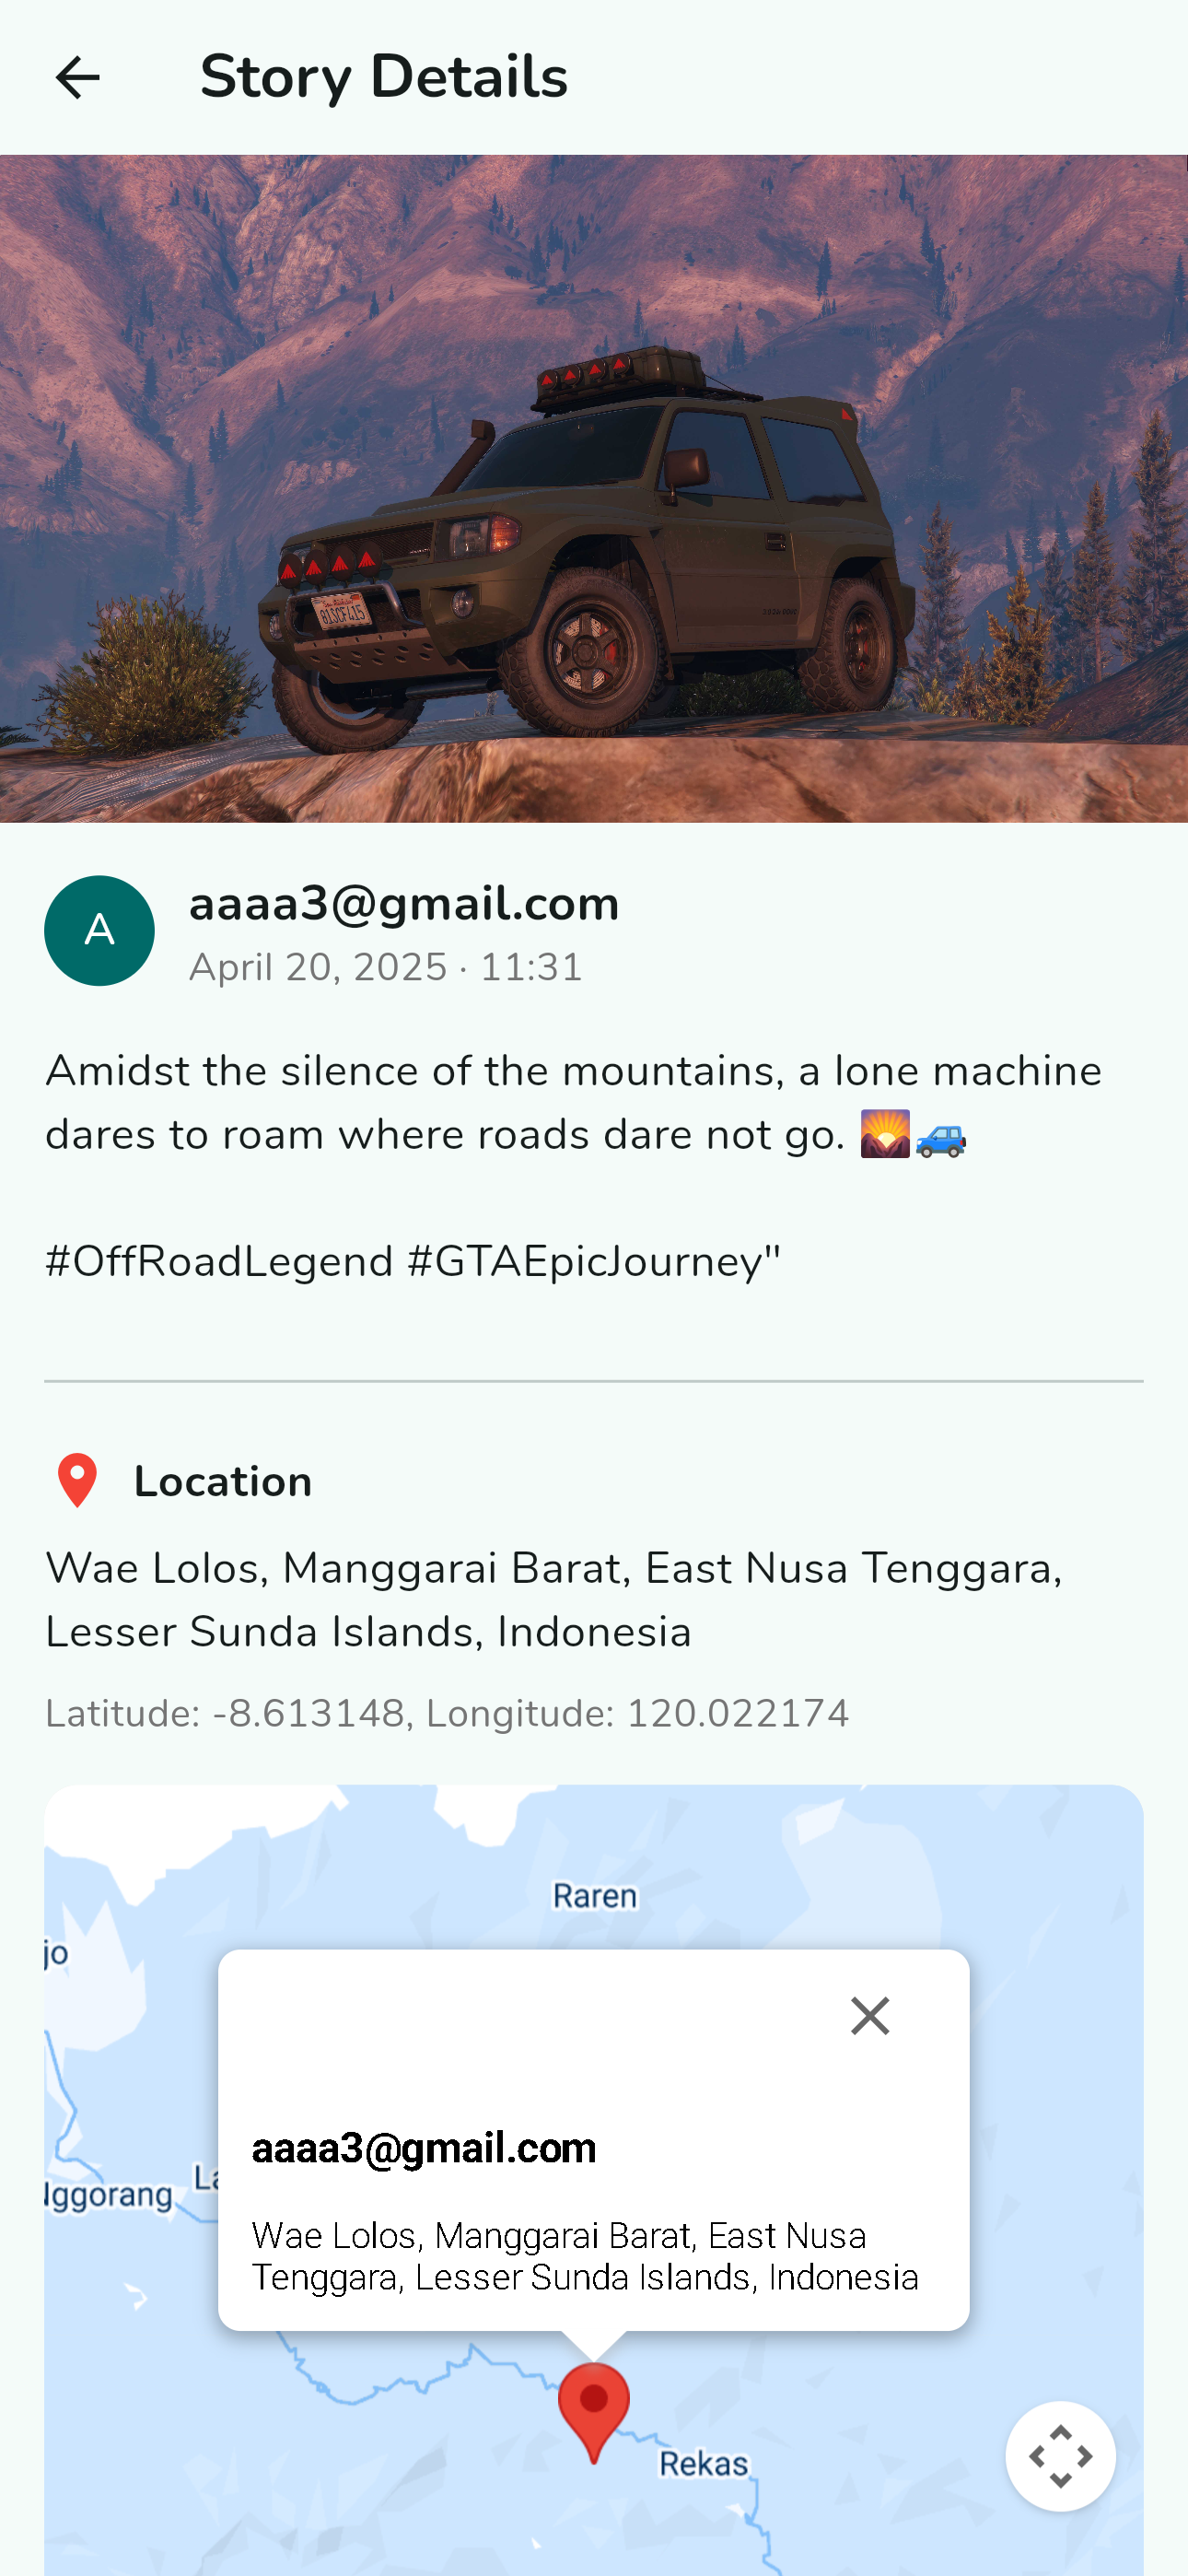 Story Details
aaaa3@gmail.com
A
April 20, 2025 · 11:31
Amidst the silence of the mountains, a lone machine
dares to roam where roads dare not go. 🌄🚙
#OffRoadLegend #GTAEpicJourney"
Location
Wae Lolos, Manggarai Barat, East Nusa Tenggara,
Lesser Sunda Islands, Indonesia
Latitude: -8.613148, Longitude: 120.022174
Raren
jo
aaaa3@gmail.com
ggorang
La
Wae Lolos, Manggarai Barat, East Nusa
Tenggara, Lesser Sunda Islands, Indonesia
Rekas